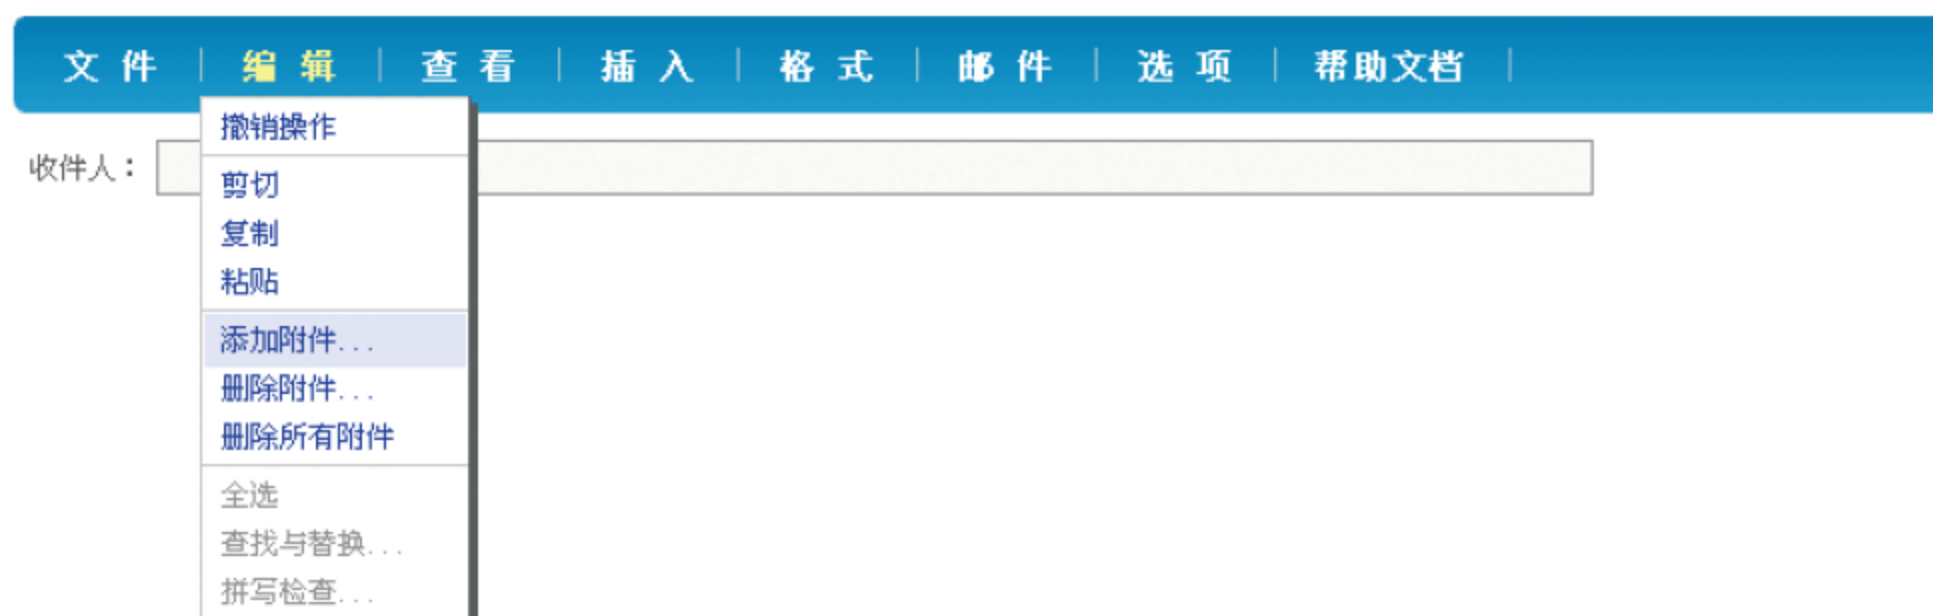 文 件 编 辑 查 看 插 入 格 式 邮 件 选 项 帮助文档
撤销操作
收件人：
剪切
复制
粘贴
添加附件...
删除附件...
删除所有附件
全选
查找与替换...
拼写检查...